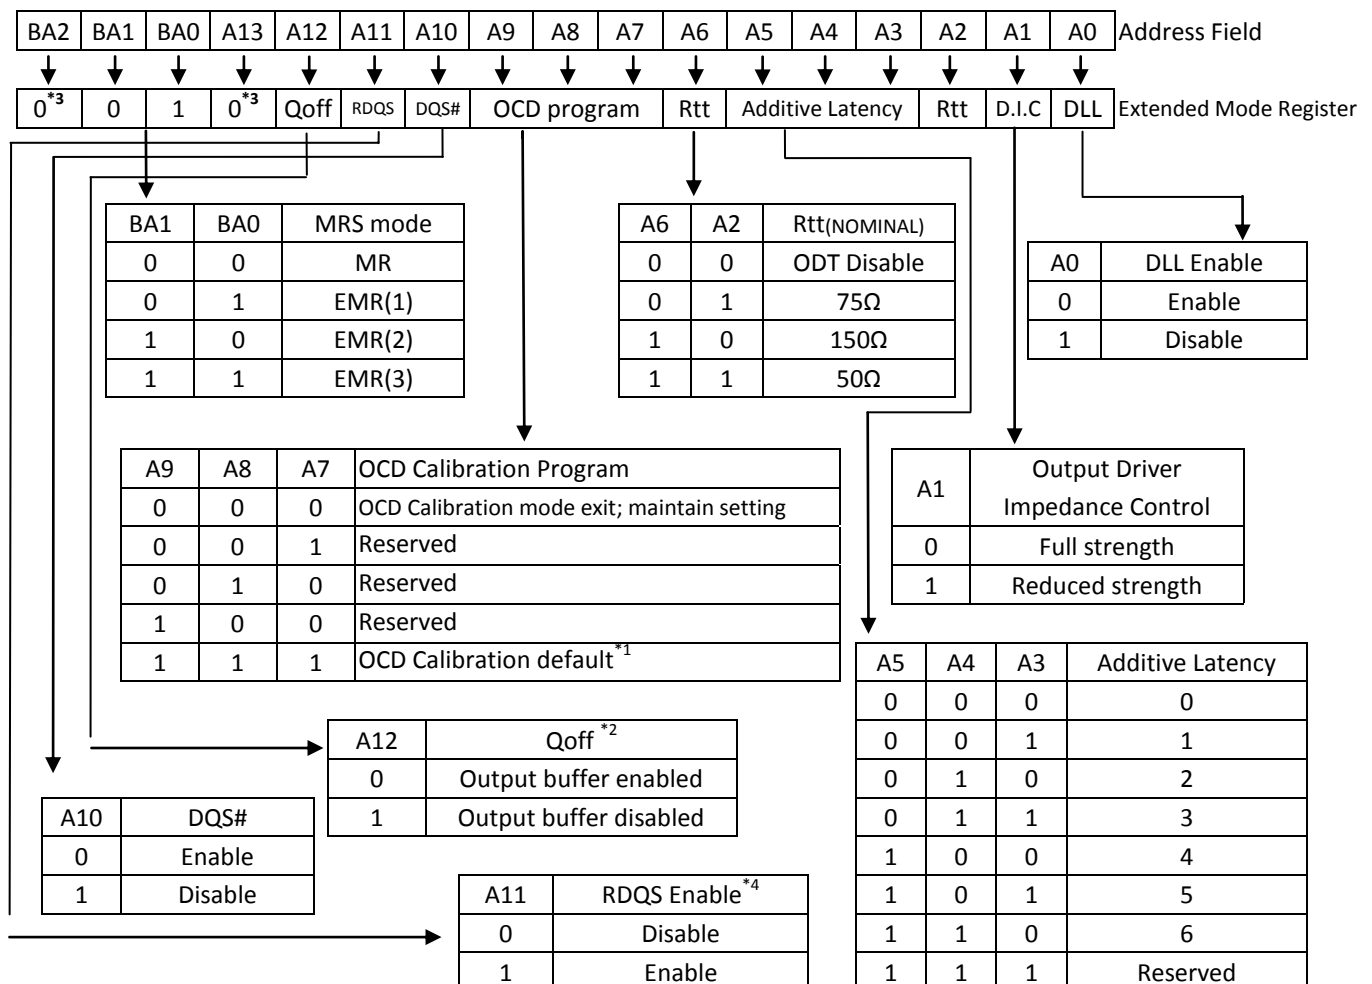 BA2 BA1 BA0 A13 A12 A11 A10 A9 A8 A7 A6 A5 A4 A3 A2 A1 A0 Address Field
0*3 0 1 0*3 Qoff RDQS DQS# OCD program Rtt Additive Latency Rtt D.I.C DLL Extended Mode Register
BA1 BA0 MRS mode
0 0 MR
0 1 EMR(1)
1 0 EMR(2)
1 1 EMR(3)
A6 A2 Rtt(NOMINAL)
0 0 ODT Disable
0 1 75Ω
1 0 150Ω
1 1 50Ω
A0 DLL Enable
0 Enable
1 Disable
A9 A8 A7 OCD Calibration Program
0 0 0 OCD Calibration mode exit; maintain setting
0 0 1 Reserved
0 1 0 Reserved
1 0 0 Reserved
1 1 1 OCD Calibration default*1
A1 Output Driver
Impedance Control
0 Full strength
1 Reduced strength
A5 A4 A3 Additive Latency
0 0 0 0
0 0 1 1
0 1 0 2
0 1 1 3
1 0 0 4
1 0 1 5
1 1 0 6
1 1 1 Reserved
A12 Qoff *2
0 Output buffer enabled
1 Output buffer disabled
A10 DQS#
0 Enable
1 Disable
A11 RDQS Enable*4
0 Disable
1 Enable